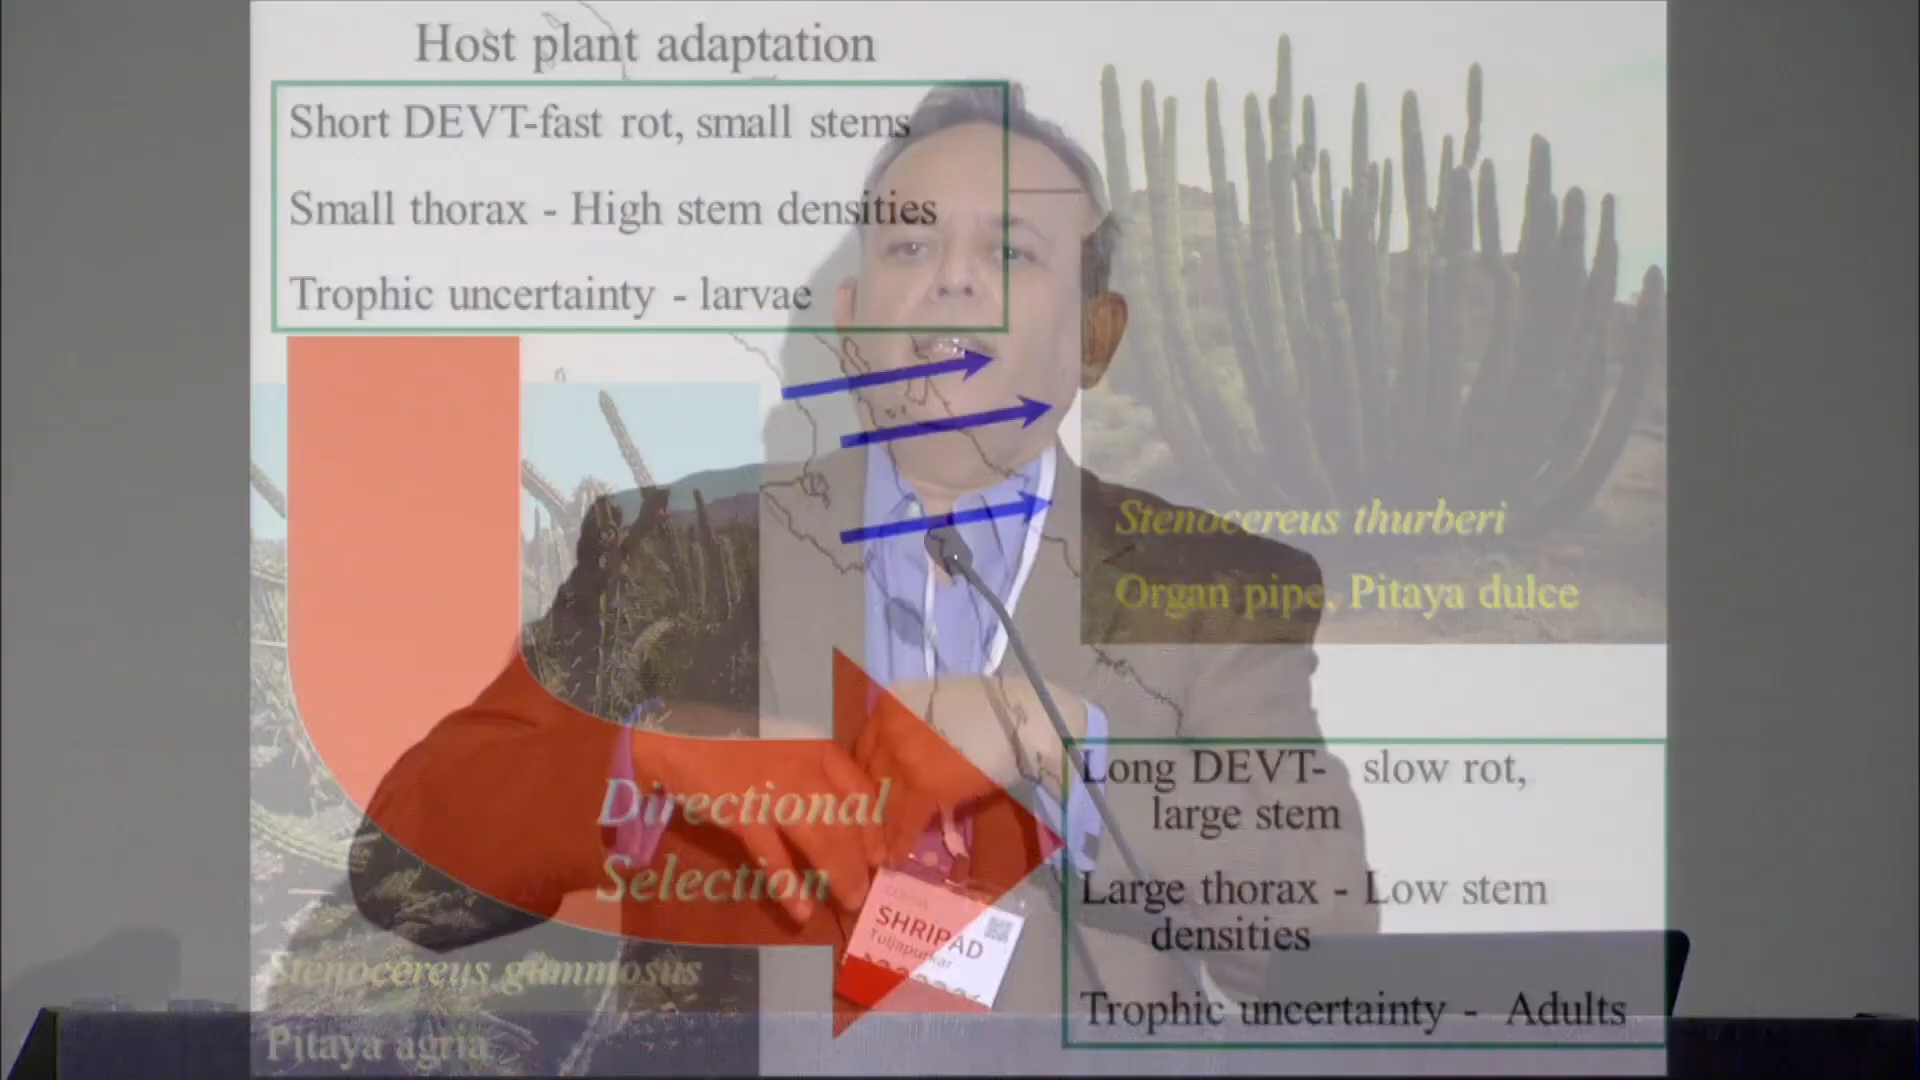 Host plant adaptation
Short DEVT-fast rot, small stems
Small thorax - High stem densities
Trophic uncertainty - larvae
Stenocereus thurberi
Organ pipe, Pitaya dulce
Directional
Selection
Long DEVT- slow rot,
large stem
Large thorax - Low stem
densities
Trophic uncertainty - Adults
SHRIPAD
Tuljapurkar
Stenocereus gummosus
Pitaya agria